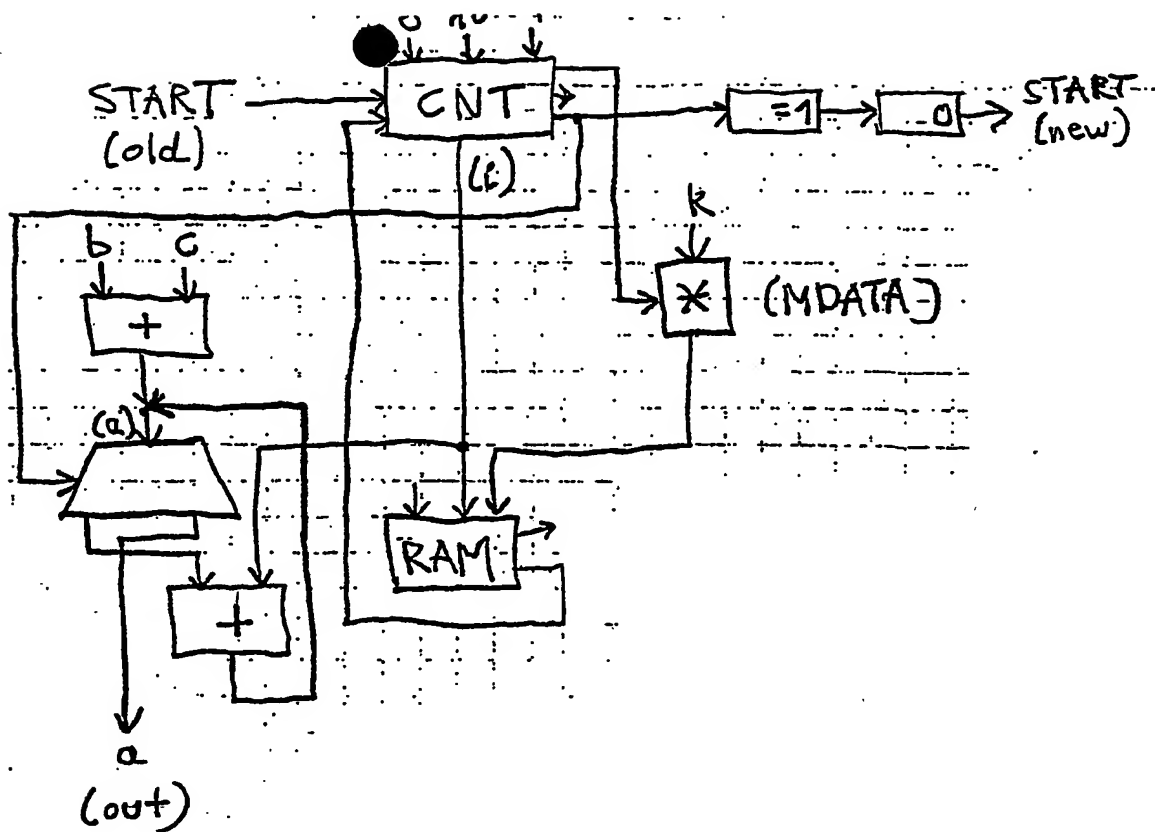 START
(old)
CNT
(i)
=1
0
START
(new)
k
*
(MDATA)
b
c
+
(a)
RAM
+
a
(out)